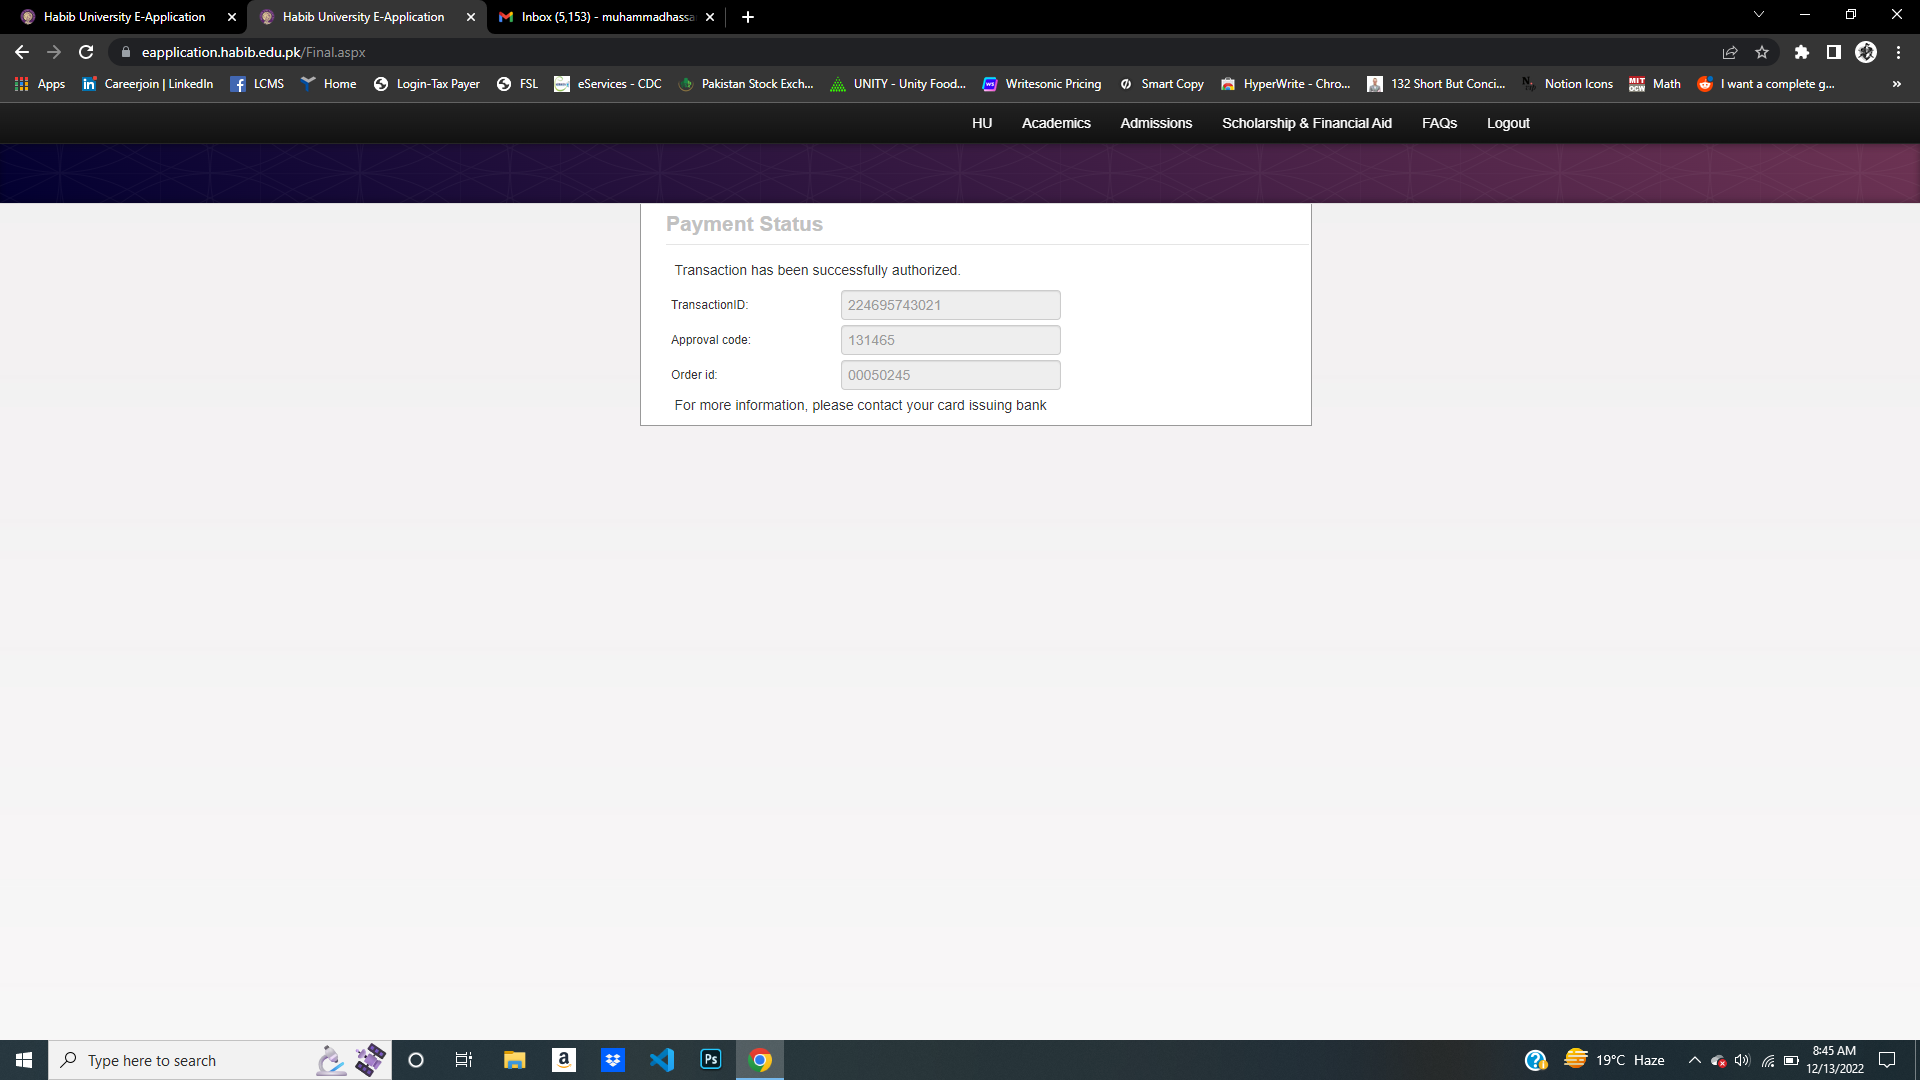 Habib University E-Application
Habib University E-Application
Inbox (5,153) - muhammadhassa
eapplication.habib.edu.pk/Final.aspx
Apps
Careerjoin | LinkedIn
LCMS
Home
Login-Tax Payer
FSL
eServices - CDC
Pakistan Stock Exch...
UNITY - Unity Food...
Writesonic Pricing
Smart Copy
HyperWrite - Chro...
132 Short But Conci...
Notion Icons
Math
I want a complete g...
»
HU Academics Admissions Scholarship & Financial Aid FAQs Logout
Payment Status
Transaction has been successfully authorized.
TransactionID: 224695743021
Approval code: 131465
Order id: 00050245
For more information, please contact your card issuing bank
Type here to search
19°C Haze
8:45 AM
12/13/2022